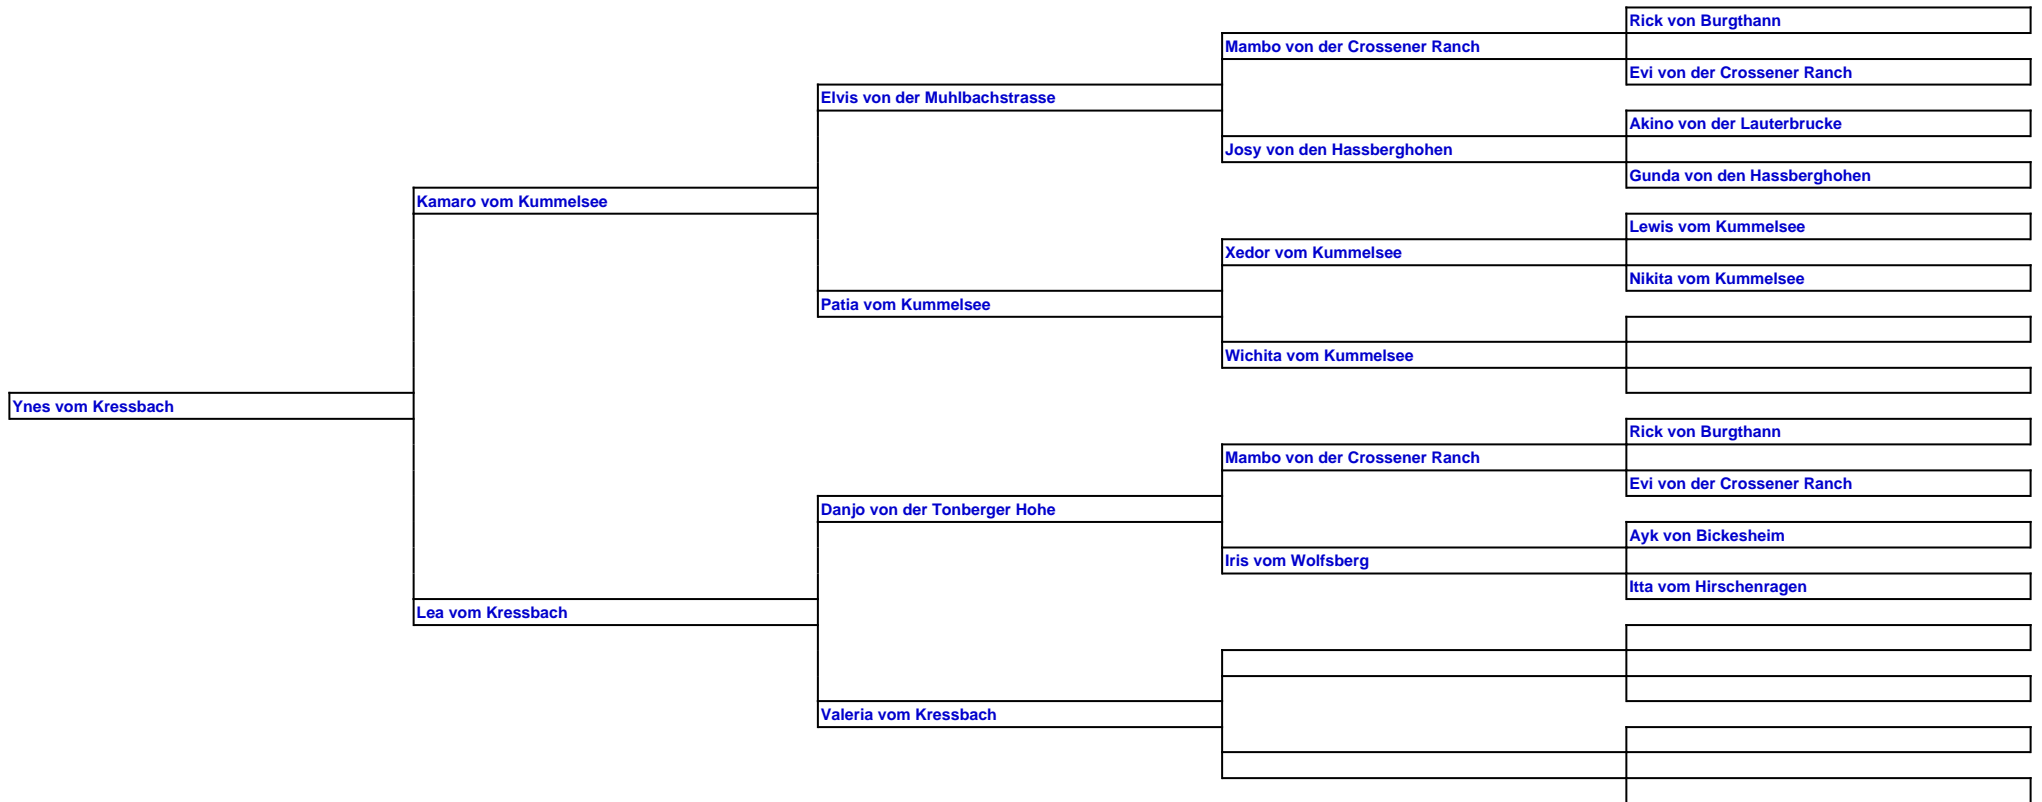 Rick von Burgthann
Mambo von der Crossener Ranch
Evi von der Crossener Ranch
Elvis von der Muhlbachstrasse
Akino von der Lauterbrucke
Josy von den Hassberghohen
Gunda von den Hassberghohen
Kamaro vom Kummelsee
Lewis vom Kummelsee
Xedor vom Kummelsee
Nikita vom Kummelsee
Patia vom Kummelsee
Wichita vom Kummelsee
Ynes vom Kressbach
Rick von Burgthann
Mambo von der Crossener Ranch
Evi von der Crossener Ranch
Danjo von der Tonberger Hohe
Ayk von Bickesheim
Iris vom Wolfsberg
Itta vom Hirschenragen
Lea vom Kressbach
Valeria vom Kressbach